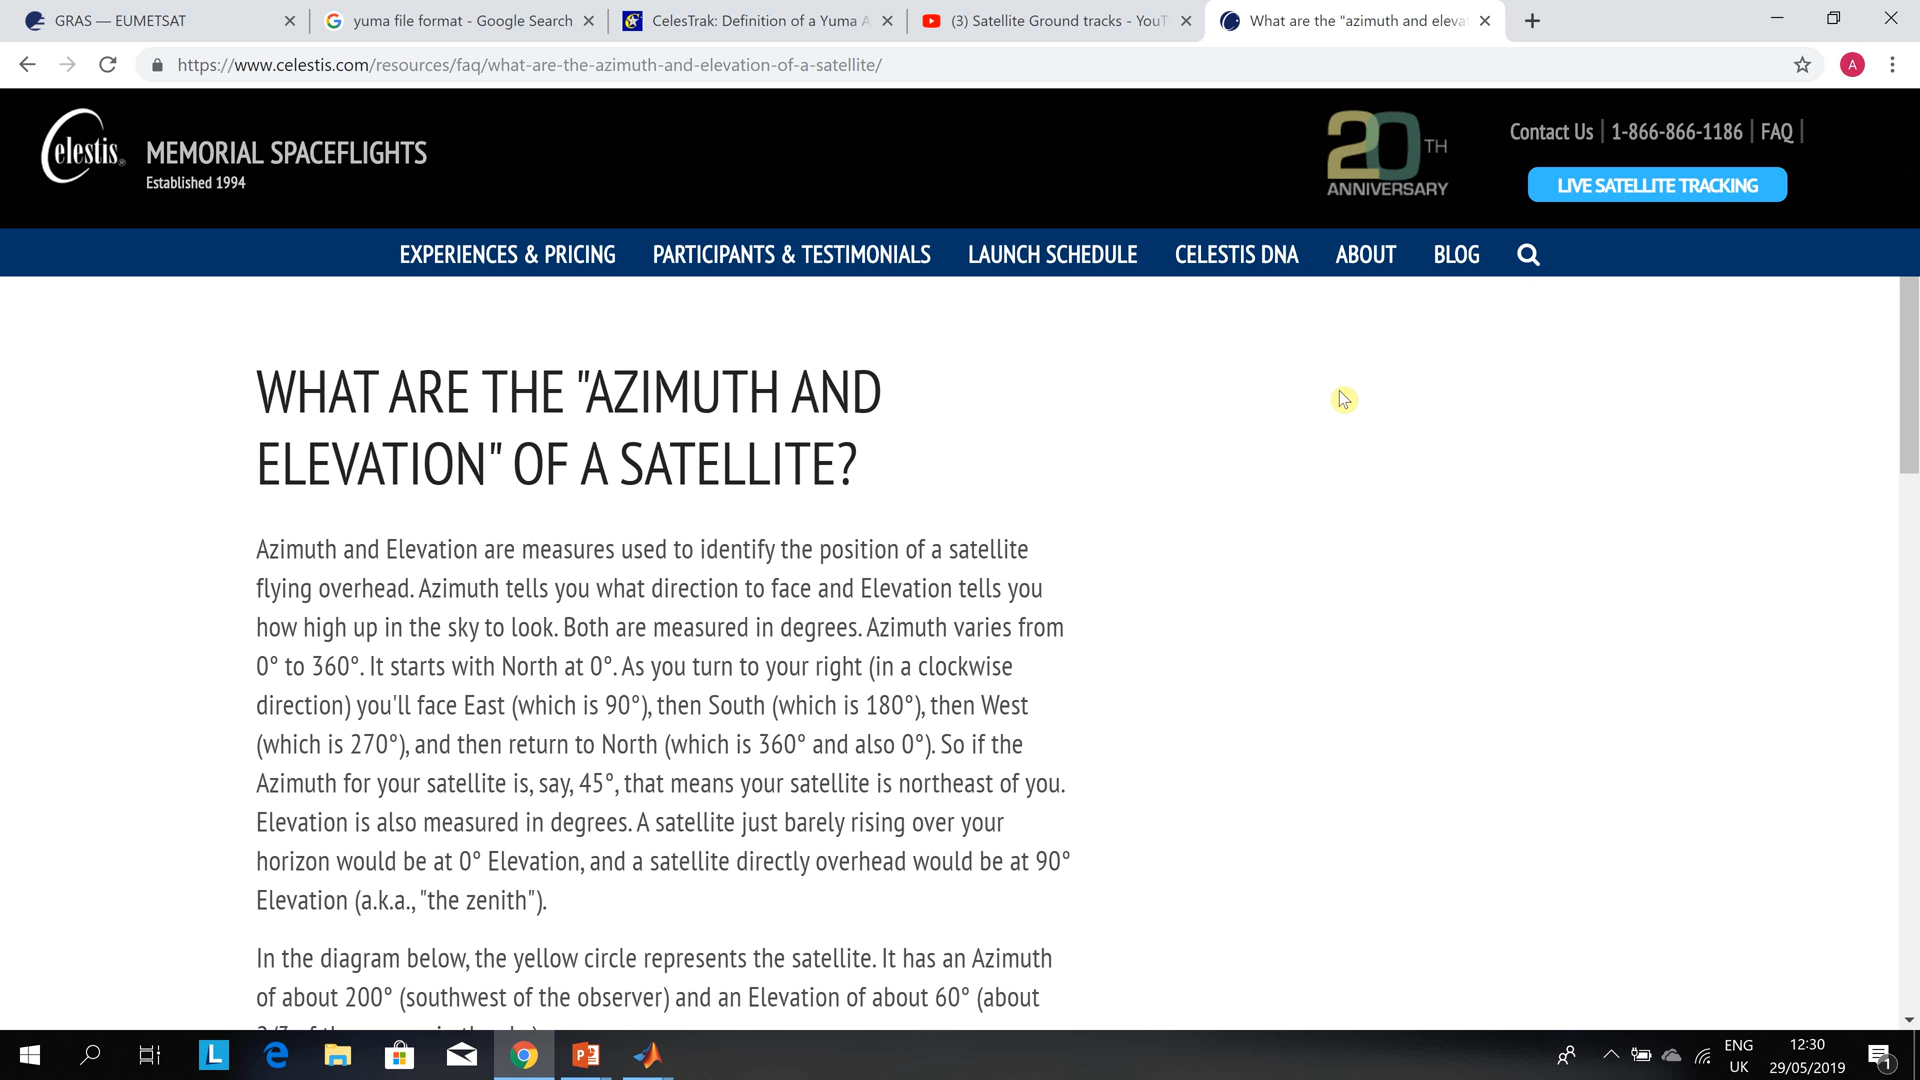 GRAS — EUMETSAT
yuma file format - Google Search
CelesTrak: Definition of a Yuma A
(3) Satellite Ground tracks - YouT
What are the "azimuth and eleva
https://www.celestis.com/resources/faq/what-are-the-azimuth-and-elevation-of-a-satellite/
A
Celestis
MEMORIAL SPACEFLIGHTS
Established 1994
20TH
ANNIVERSARY
Contact Us | 1-866-866-1186 | FAQ |
LIVE SATELLITE TRACKING
EXPERIENCES & PRICING PARTICIPANTS & TESTIMONIALS LAUNCH SCHEDULE CELESTIS DNA ABOUT BLOG
WHAT ARE THE "AZIMUTH AND
ELEVATION" OF A SATELLITE?
Azimuth and Elevation are measures used to identify the position of a satellite
flying overhead. Azimuth tells you what direction to face and Elevation tells you
how high up in the sky to look. Both are measured in degrees. Azimuth varies from
0° to 360°. It starts with North at 0°. As you turn to your right (in a clockwise
direction) you'll face East (which is 90°), then South (which is 180°), then West
(which is 270°), and then return to North (which is 360° and also 0°). So if the
Azimuth for your satellite is, say, 45°, that means your satellite is northeast of you.
Elevation is also measured in degrees. A satellite just barely rising over your
horizon would be at 0° Elevation, and a satellite directly overhead would be at 90°
Elevation (a.k.a., "the zenith").
In the diagram below, the yellow circle represents the satellite. It has an Azimuth
of about 200° (southwest of the observer) and an Elevation of about 60° (about
L
ENG
UK
12:30
29/05/2019
1